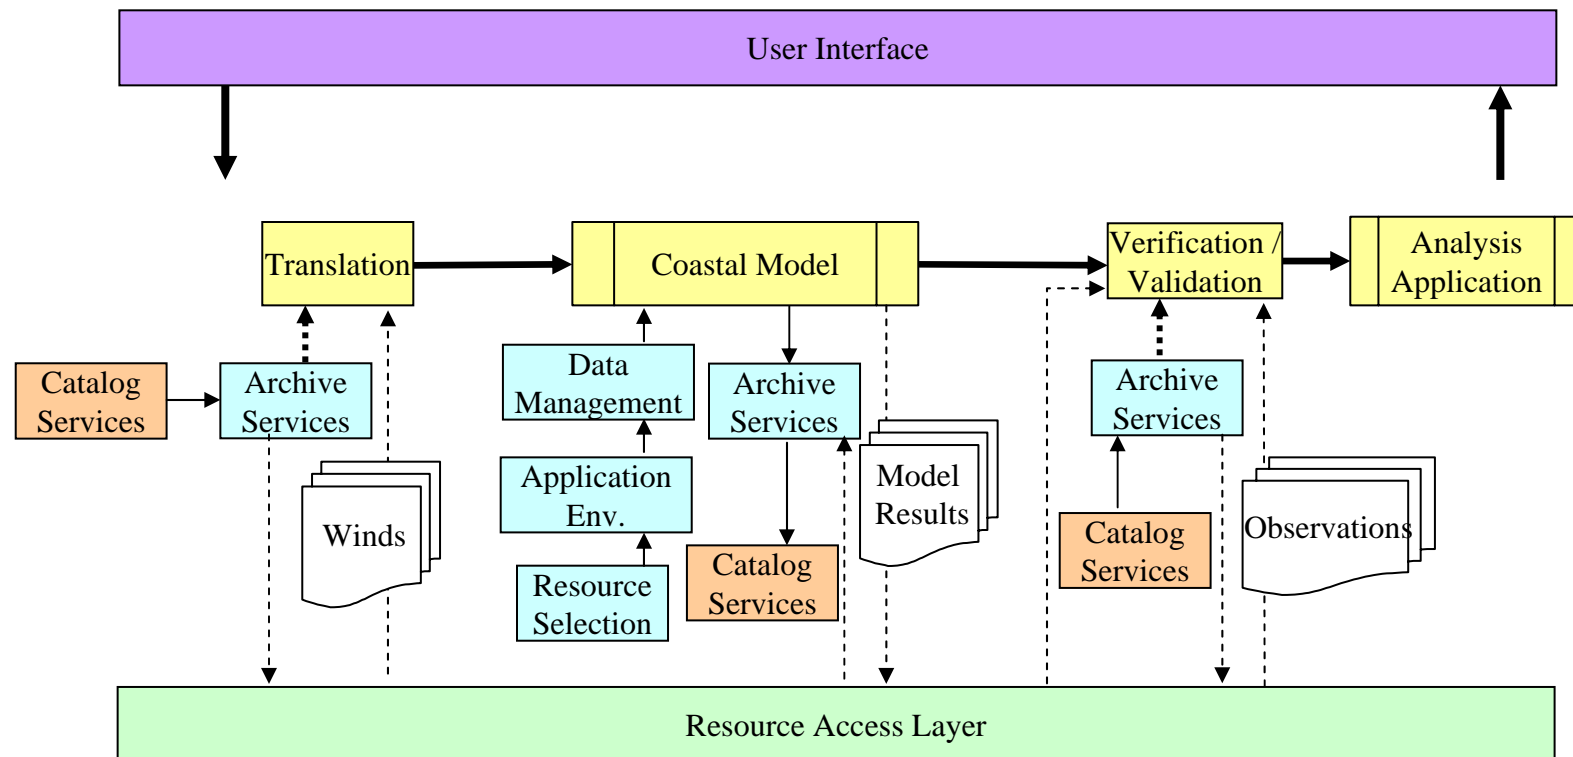 User Interface
Translation
Coastal Model
Verification /
Validation
Analysis
Application
Catalog
Services
Archive
Services
Data
Management
Archive
Services
Archive
Services
Winds
Application
Env.
Model
Results
Catalog
Services
Observations
Resource
Selection
Catalog
Services
Resource Access Layer